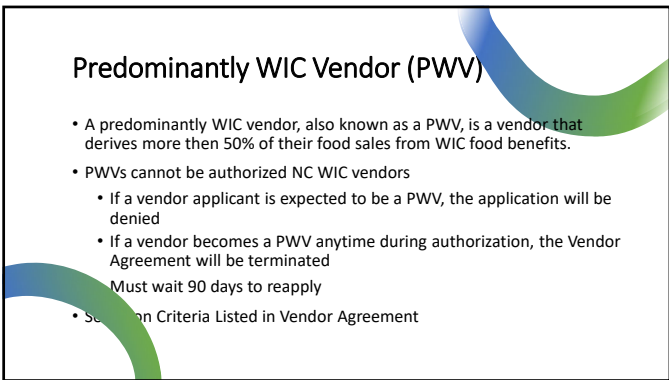 Predominantly WIC Vendor (PWV)
• A predominantly WIC vendor, also known as a PWV, is a vendor that
derives more then 50% of their food sales from WIC food benefits.
• PWVs cannot be authorized NC WIC vendors
• If a vendor applicant is expected to be a PWV, the application will be
denied
• If a vendor becomes a PWV anytime during authorization, the Vendor
Agreement will be terminated
Must wait 90 days to reapply
• Criteria Listed in Vendor Agreement